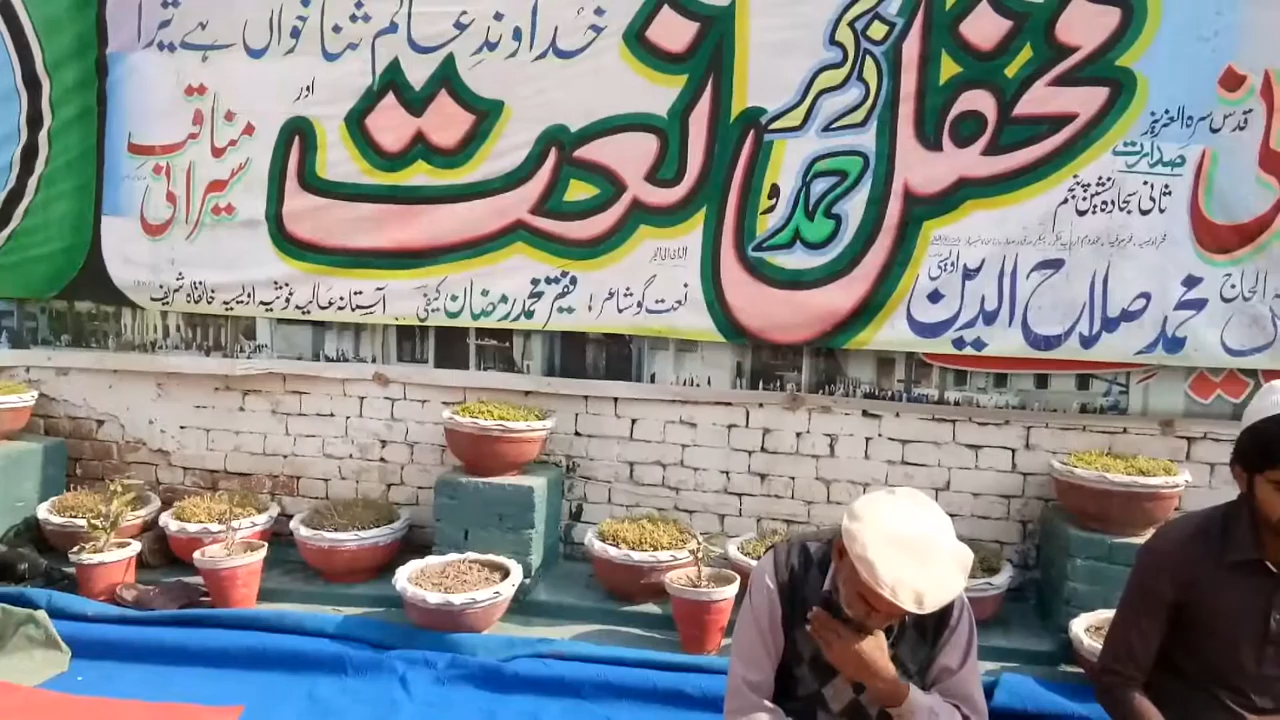 خداوندِ عالم ثنا خواں ہے تیرا
محفل نعت
ذکر
حمد و
اور
مناقب
سیرانی
قدس سرہ العزیز
صدارت
ثانی سجادہ نشین پنجم
الحاج
محمد صلاح الدین اویسی
نعت گو شاعر؛ فقیر محمد رمضان کیفی
آستانہ عالیہ غوثیہ اویسیہ خانقاہ شریف